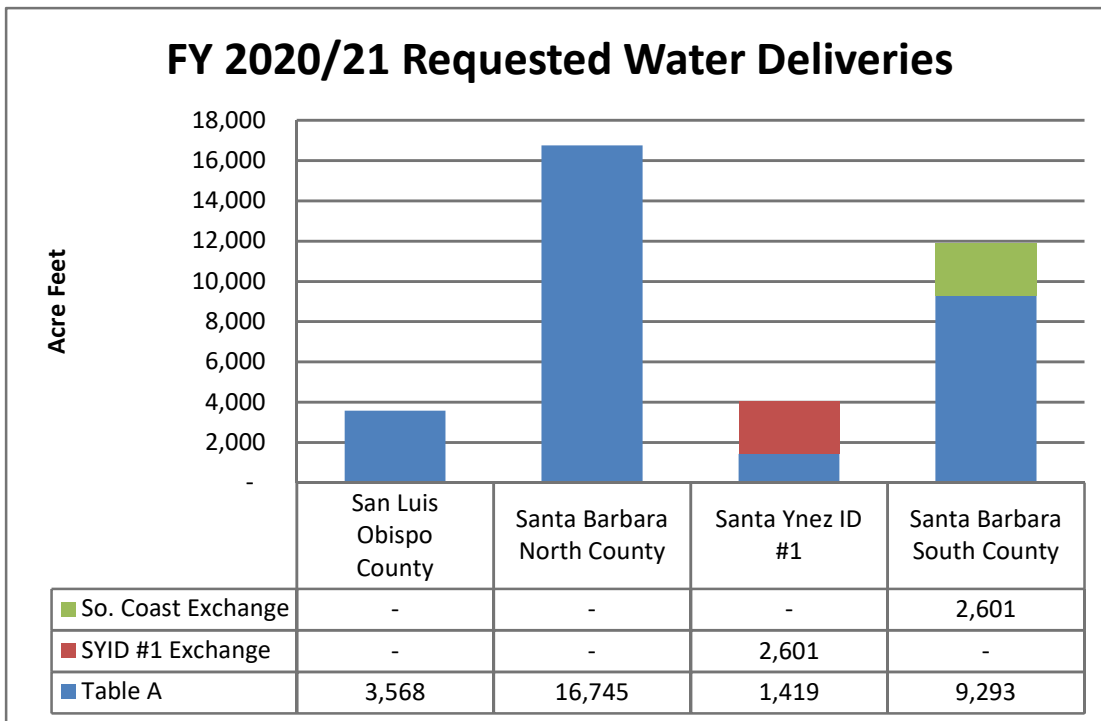 FY 2020/21 Requested Water Deliveries
Acre Feet
18,000
16,000
14,000
12,000
10,000
8,000
6,000
4,000
2,000
-
San Luis
Obispo
County
Santa Barbara
North County
Santa Ynez ID
#1
Santa Barbara
South County
So. Coast Exchange - - - 2,601
SYID #1 Exchange - - 2,601 -
Table A 3,568 16,745 1,419 9,293